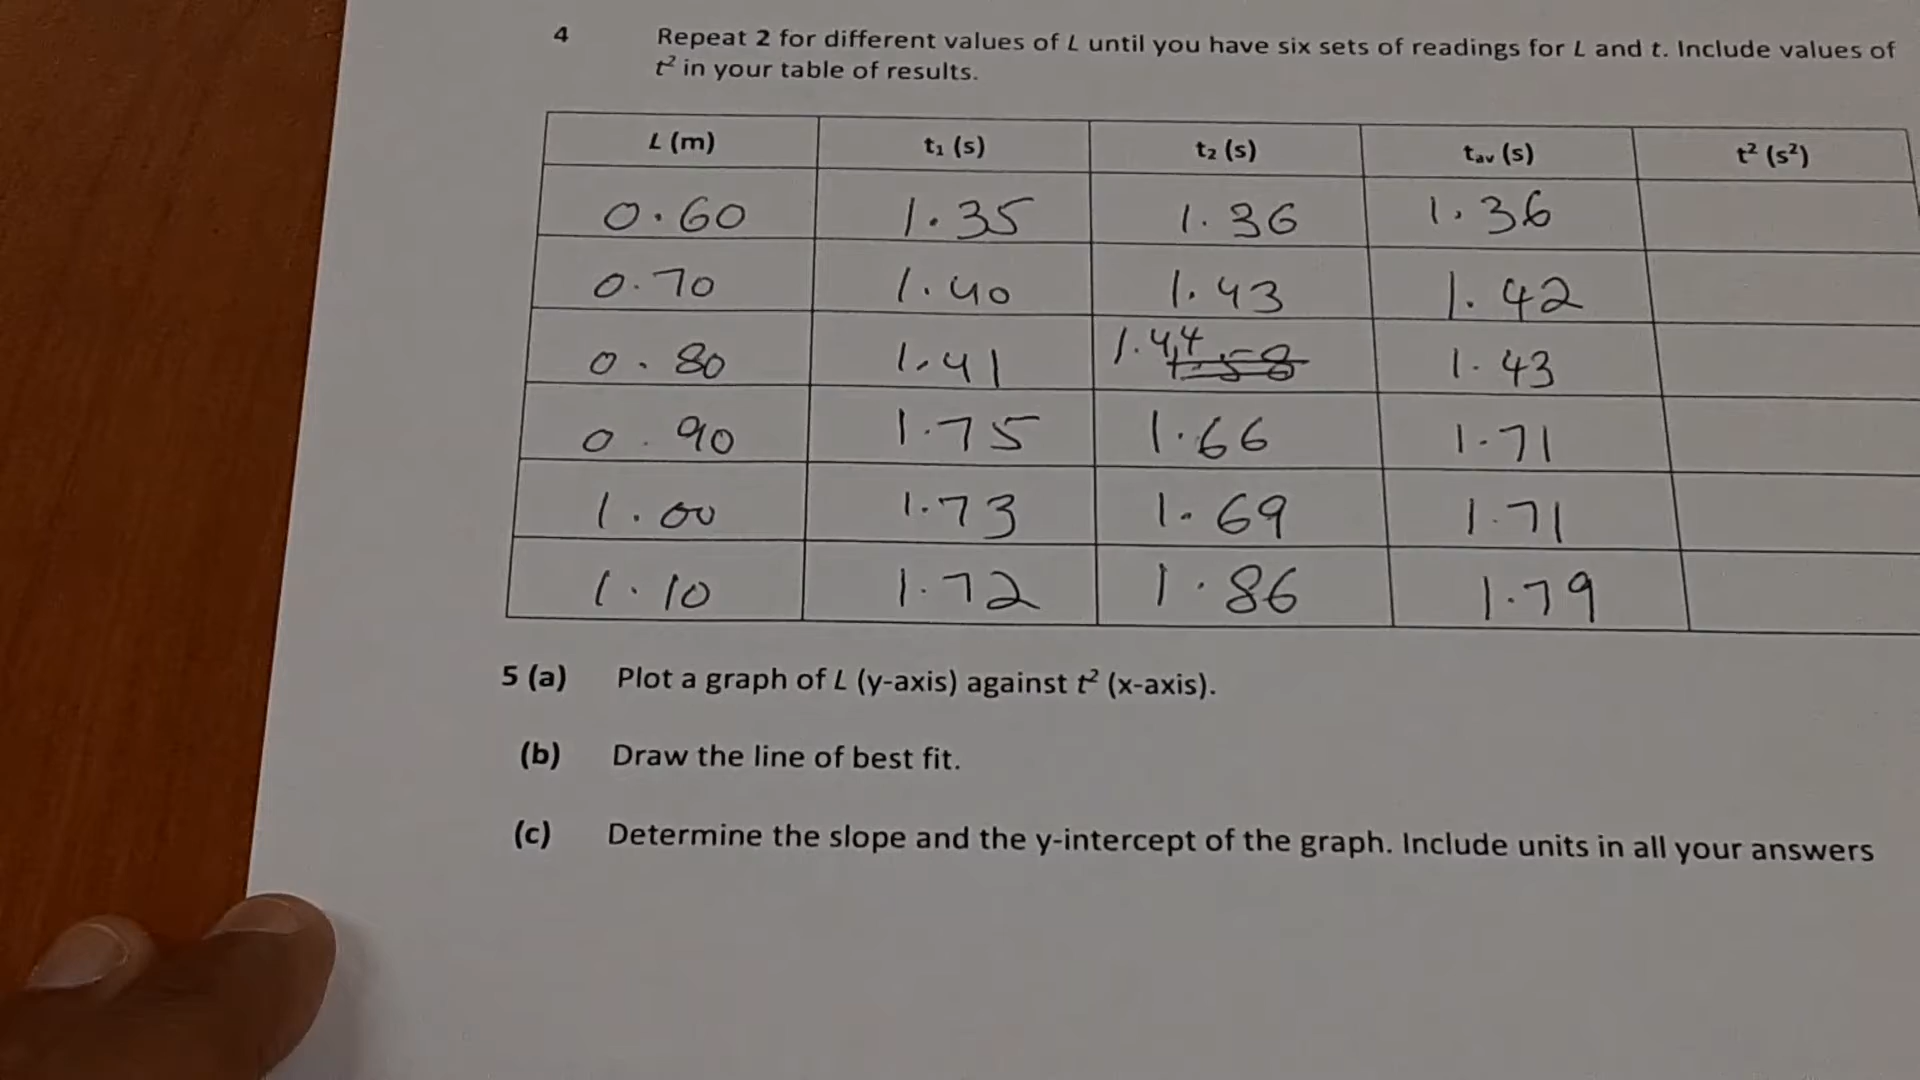 4 Repeat 2 for different values of L until you have six sets of readings for L and t. Include values of
t² in your table of results.
L (m) t₁ (s) t₂ (s) tₐᵥ (s) t² (s²)
0.60 1.35 1.36 1.36
0.70 1.40 1.43 1.42
0.80 1.41 1.44 1.58 1.43
0.90 1.75 1.66 1.71
1.00 1.73 1.69 1.71
1.10 1.72 1.86 1.79
5 (a) Plot a graph of L (y-axis) against t² (x-axis).
(b) Draw the line of best fit.
(c) Determine the slope and the y-intercept of the graph. Include units in all your answers